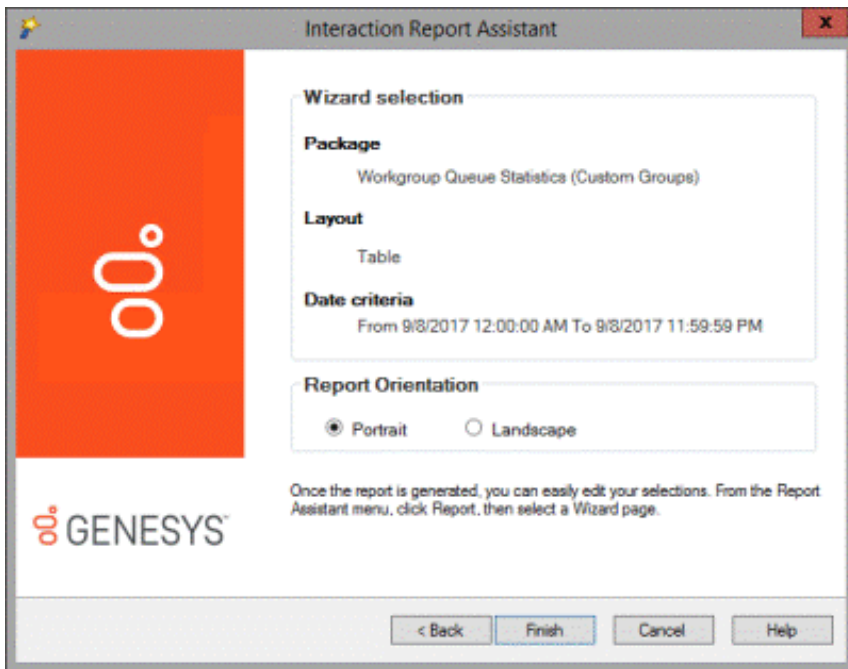 Interaction Report Assistant
x
Wizard selection
Package
Workgroup Queue Statistics (Custom Groups)
Layout
Table
Date criteria
From 9/8/2017 12:00:00 AM To 9/8/2017 11:59:59 PM
Report Orientation
Portrait Landscape
Once the report is generated, you can easily edit your selections. From the Report
Assistant menu, click Report, then select a Wizard page.
GENESYS™
< Back Finish Cancel Help